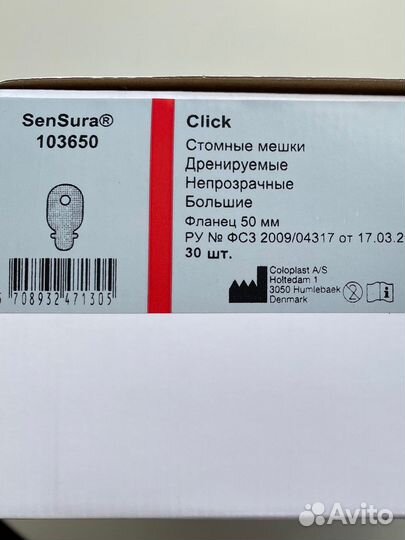 SenSura®
103650
Click
Стомные мешки
Дренируемые
Непрозрачные
Большие
Фланец 50 мм
РУ № ФСЗ 2009/04317 от 17.03.2
30 шт.
Coloplast A/S
Holtedam 1
3050 Humlebaek
Denmark
708932 471305
Avito